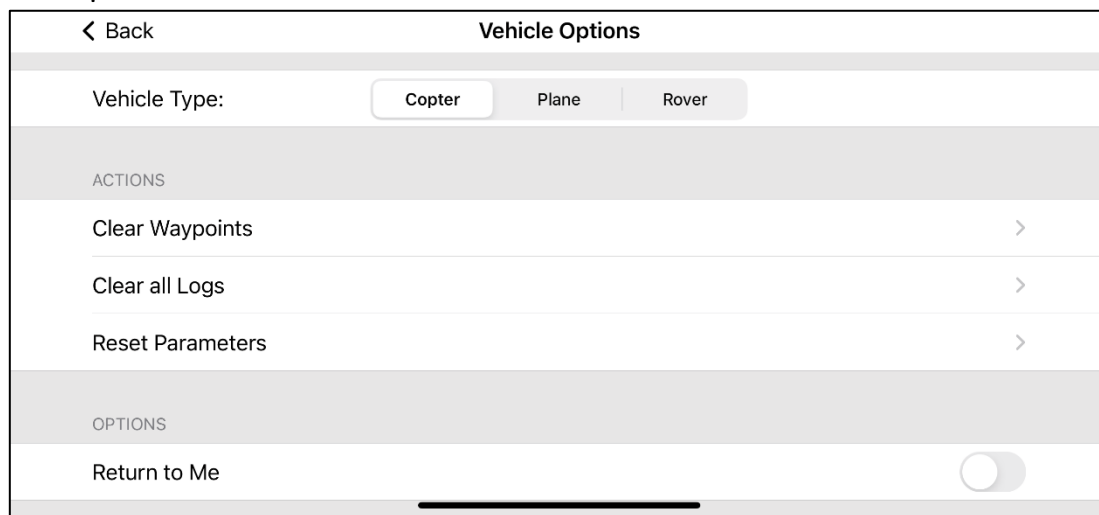 Back
Vehicle Options
Vehicle Type:
Copter Plane Rover
ACTIONS
Clear Waypoints
Clear all Logs
Reset Parameters
OPTIONS
Return to Me